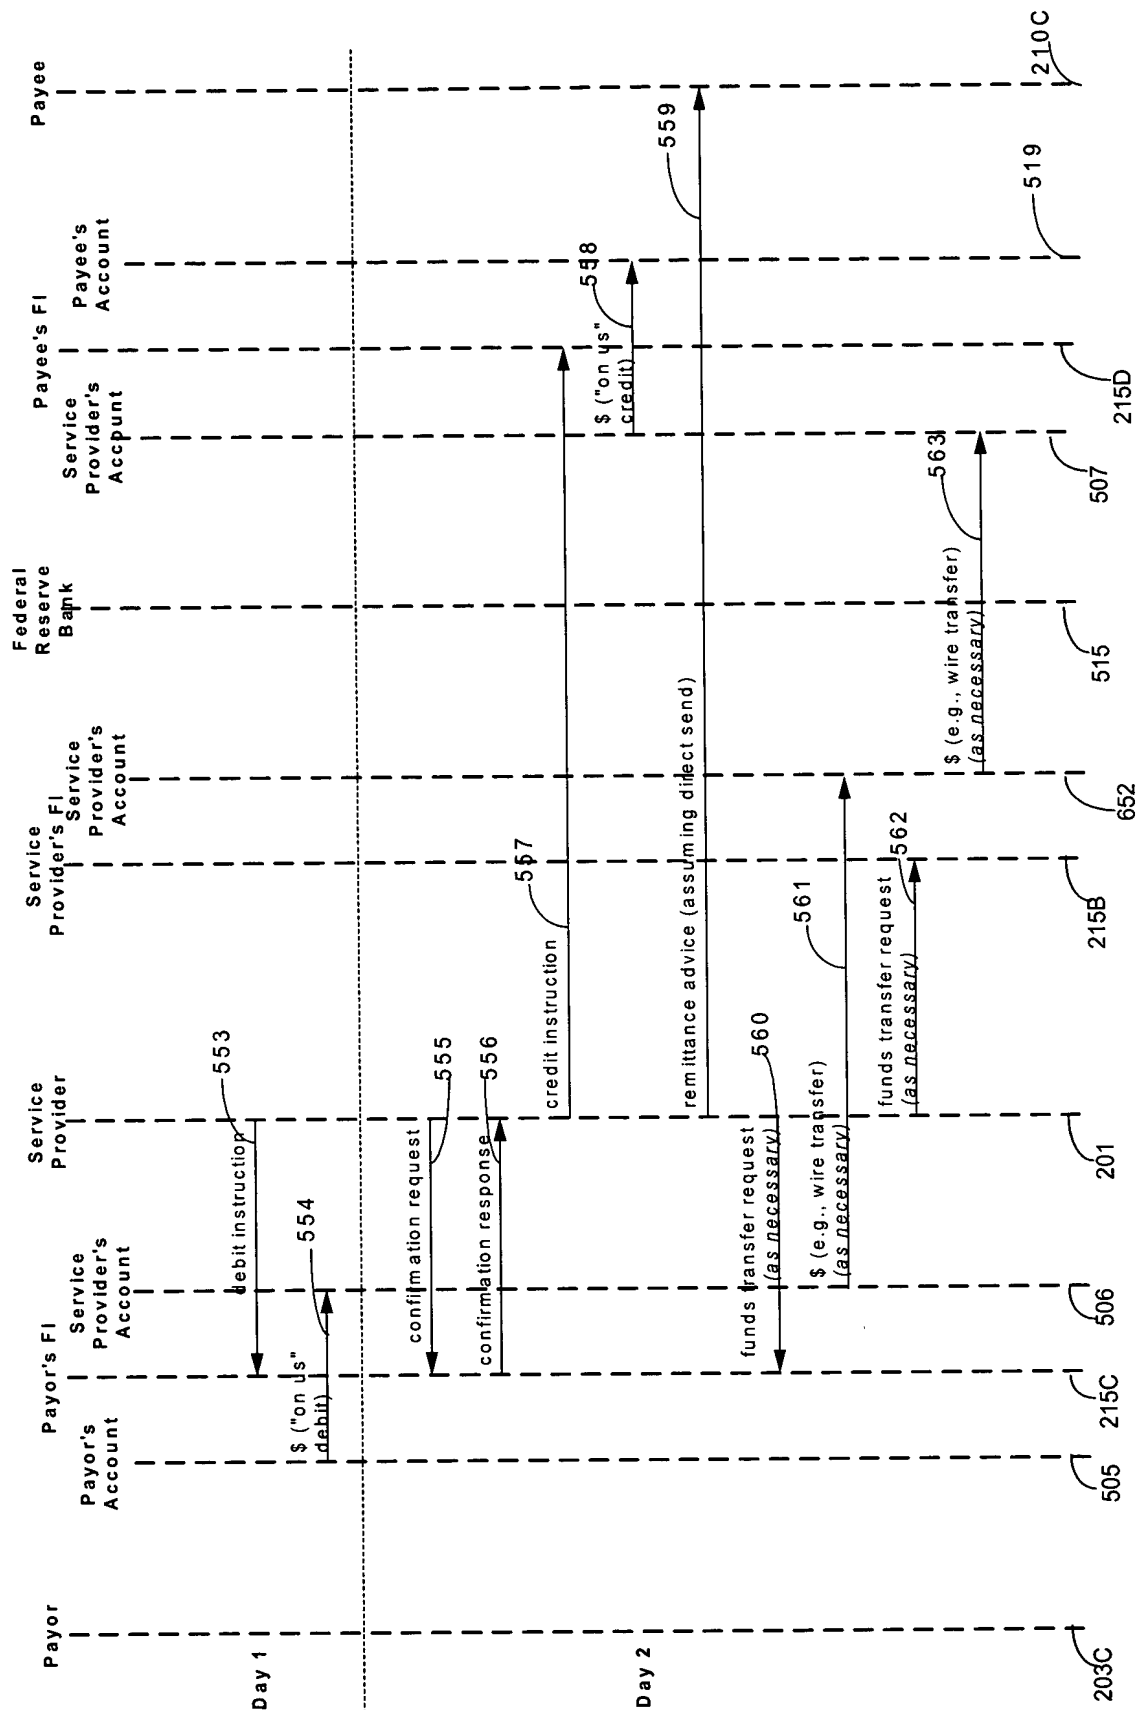 Payor
Payor's FI
Payor's
Account
Service
Provider's
Account
Service
Provider
Service
Provider's FI
Service
Provider's
Account
Federal
Reserve
Bank
Payee's FI
Service
Provider's
Account
Payee's
Account
Payee
Day 1
debit instruction
553
$ ("on us"
debit)
554
Day 2
confirmation request
555
confirmation response
556
credit instruction
557
$ ("on us"
credit)
558
remittance advice (assuming direct send)
559
funds transfer request
(as necessary)
560
$ (e.g., wire transfer)
(as necessary)
561
funds transfer request
(as necessary)
562
$ (e.g., wire transfer)
(as necessary)
563
203C
505
215C
506
201
215B
652
515
507
215D
519
210C